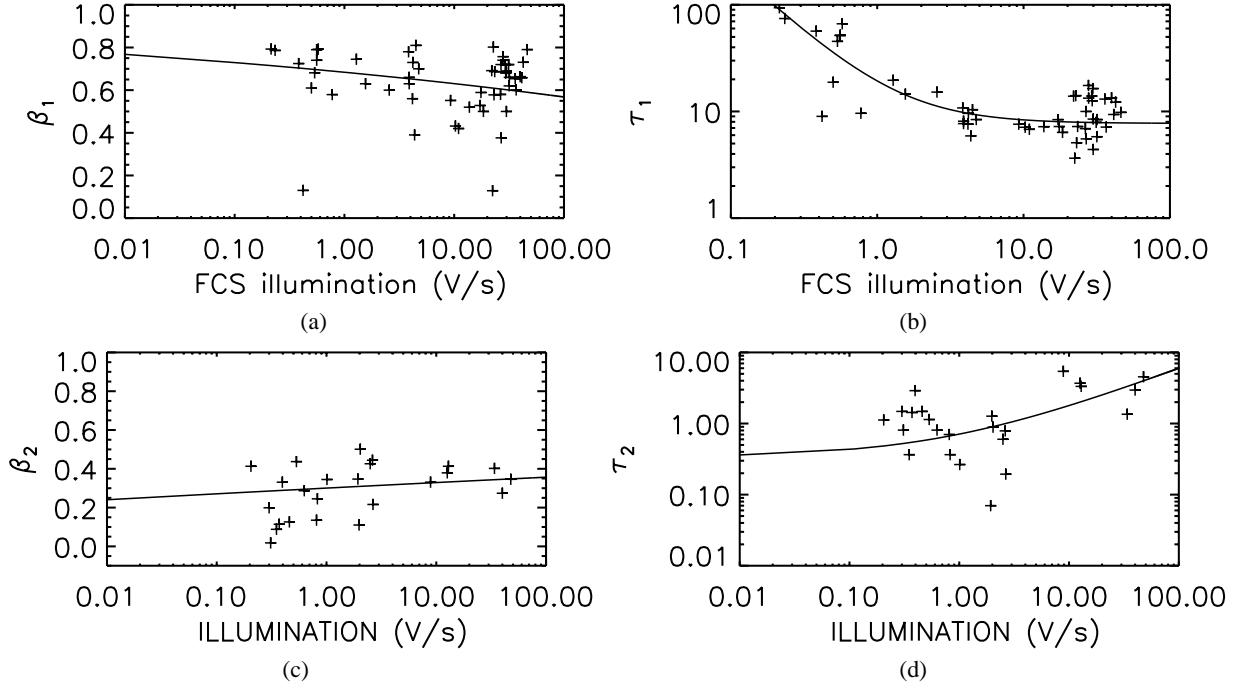 1.0
0.8
0.6
0.4
0.2
0.0
β1
0.01 0.10 1.00 10.00 100.00
FCS illumination (V/s)
(a)
100
10
1
τ1
0.1 1.0 10.0 100.0
FCS illumination (V/s)
(b)
1.0
0.8
0.6
0.4
0.2
0.0
β2
0.01 0.10 1.00 10.00 100.00
ILLUMINATION (V/s)
(c)
10.00
1.00
0.10
0.01
τ2
0.01 0.10 1.00 10.00 100.00
ILLUMINATION (V/s)
(d)